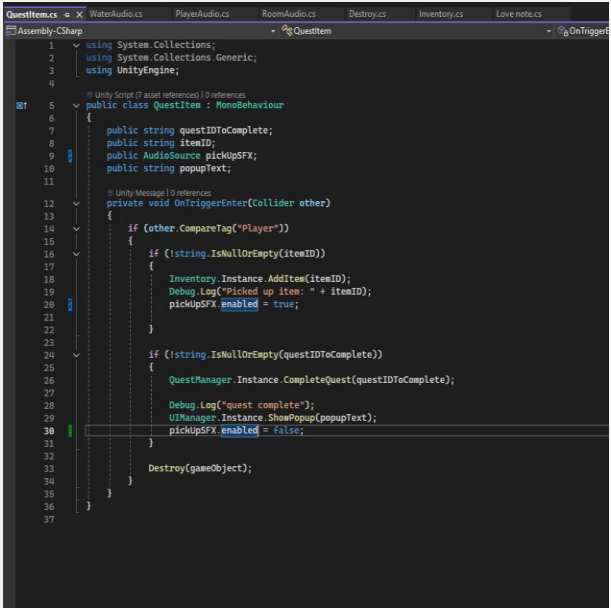 QuestItem.cs WaterAudio.cs PlayerAudio.cs RoomAudio.cs Destroy.cs Inventory.cs Love note.cs
Assembly-CSharp QuestItem OnTriggerE
1 using System.Collections;
2 using System.Collections.Generic;
3 using UnityEngine;
4
Unity Script (7 asset references) | 0 references
5 public class QuestItem : MonoBehaviour
6 {
7 public string questIDToComplete;
8 public string itemID;
9 public AudioSource pickUpSFX;
10 public string popupText;
11
Unity Message | 0 references
12 private void OnTriggerEnter(Collider other)
13 {
14 if (other.CompareTag("Player"))
15 {
16 if (!string.IsNullOrEmpty(itemID))
17 {
18 Inventory.Instance.AddItem(itemID);
19 Debug.Log("Picked up item: " + itemID);
20 pickUpSFX.enabled = true;
21
22 }
23
24 if (!string.IsNullOrEmpty(questIDToComplete))
25 {
26 QuestManager.Instance.CompleteQuest(questIDToComplete);
27
28 Debug.Log("quest complete");
29 UIManager.Instance.ShowPopup(popupText);
30 pickUpSFX.enabled = false;
31 }
32
33 Destroy(gameObject);
34 }
35 }
36 }
37